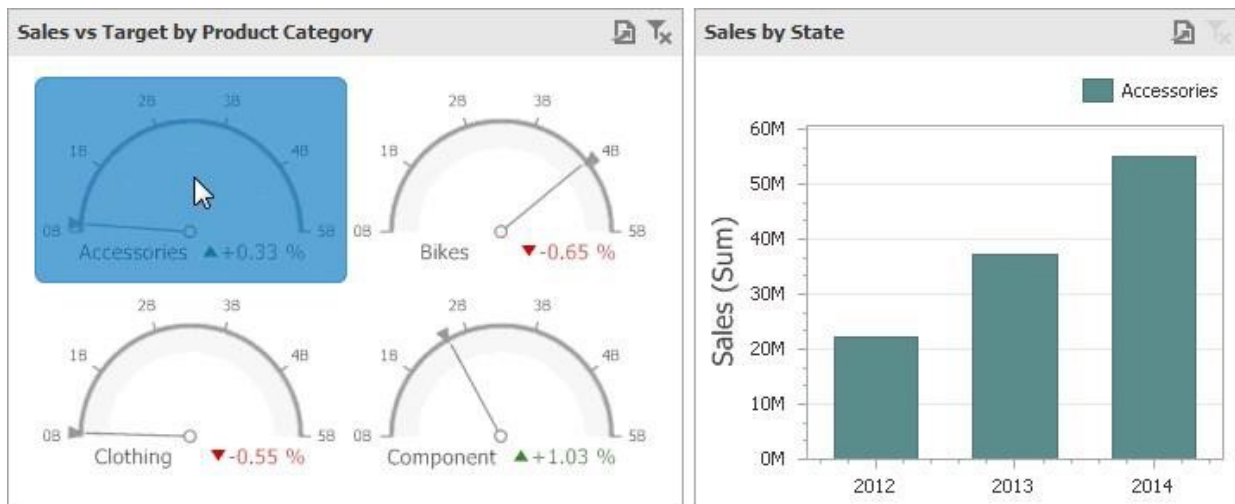 Sales vs Target by Product Category
2B 3B
1B 4B
0B 5B
Accessories ▲+0.33 %
2B 3B
1B 4B
0B 5B
Bikes ▼-0.65 %
2B 3B
1B 4B
0B 5B
Clothing ▼-0.55 %
2B 3B
1B 4B
0B 5B
Component ▲+1.03 %
Sales by State
Accessories
Sales (Sum)
60M
50M
40M
30M
20M
10M
0M
2012 2013 2014